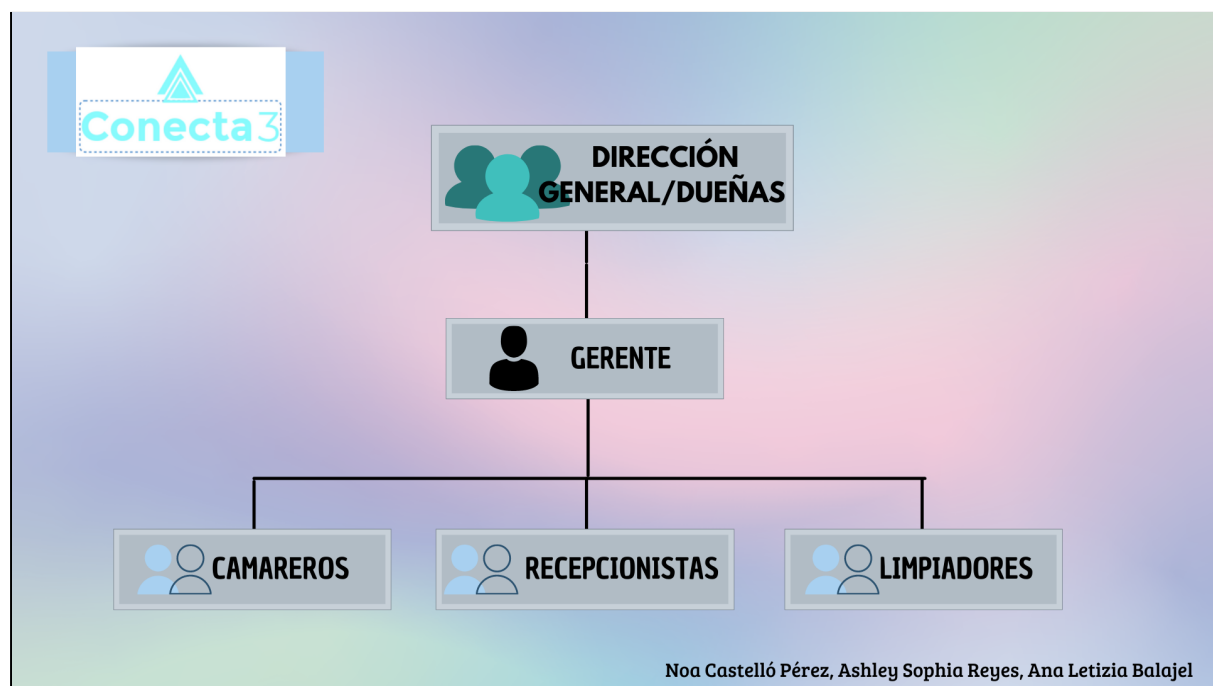 Conecta3
DIRECCIÓN
GENERAL/DUEÑAS
GERENTE
CAMAREROS
RECEPCIONISTAS
LIMPIADORES
Noa Castelló Pérez, Ashley Sophia Reyes, Ana Letizia Balajel